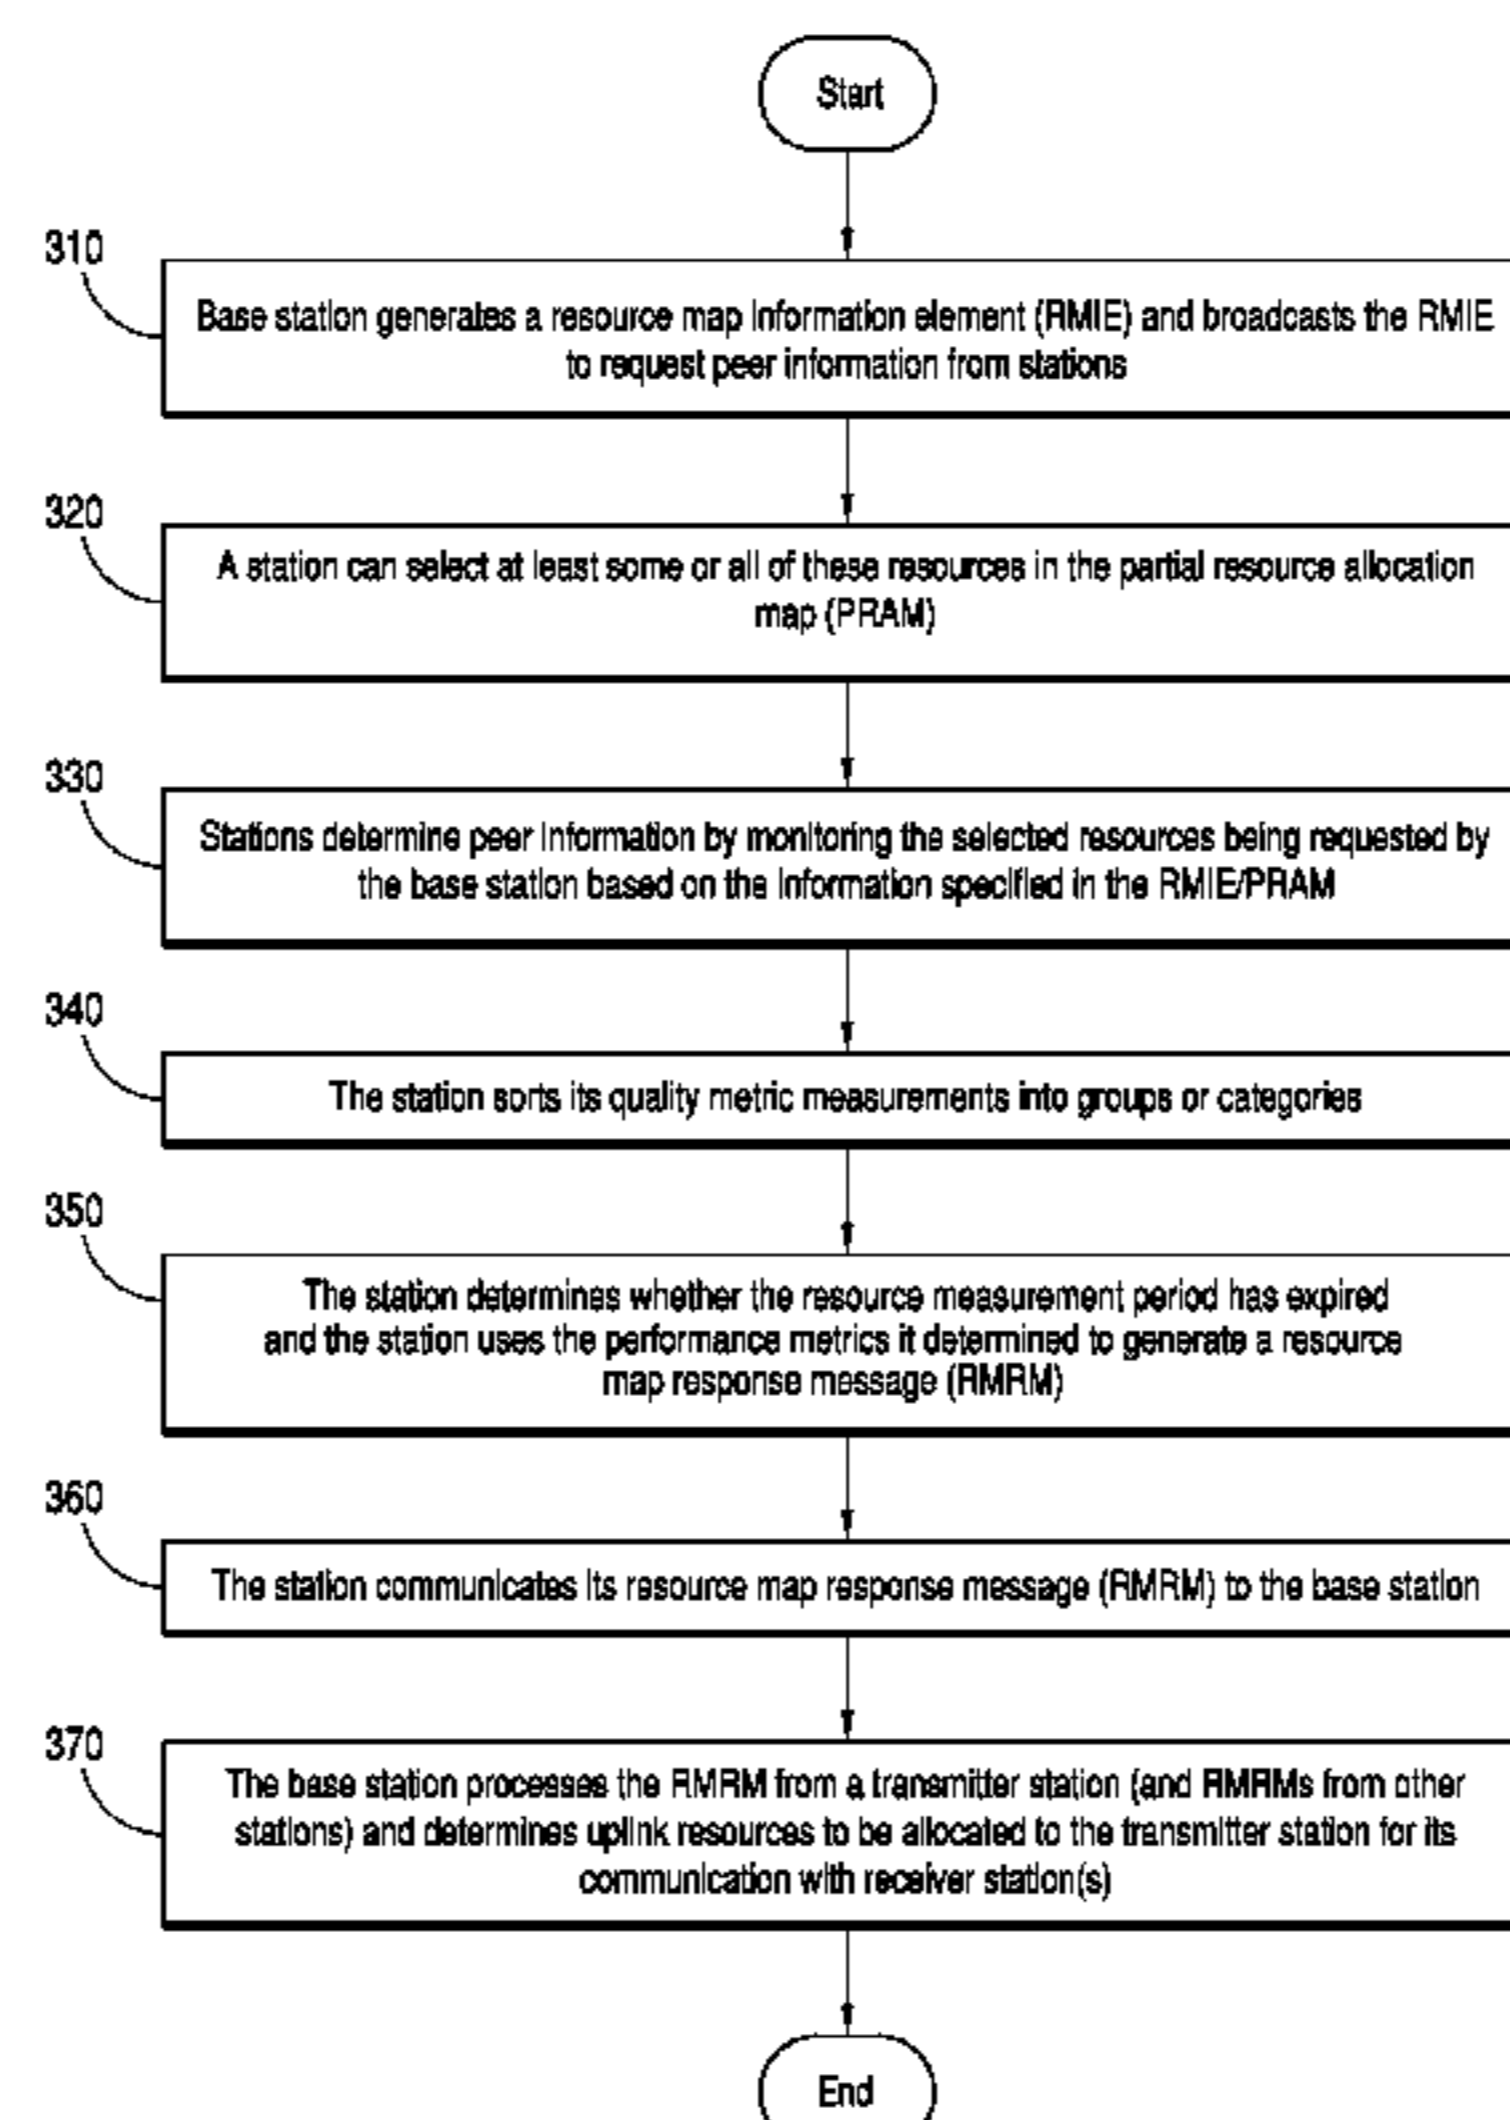 Start
310
Base station generates a resource map information element (RMIE) and broadcasts the RMIE
to request peer information from stations
320
A station can select at least some or all of these resources in the partial resource allocation
map (PRAM)
330
Stations determine peer information by monitoring the selected resources being requested by
the base station based on the information specified in the RMIE/PRAM
340
The station sorts its quality metric measurements into groups or categories
350
The station determines whether the resource measurement period has expired
and the station uses the performance metrics it determined to generate a resource
map response message (RMRM)
360
The station communicates its resource map response message (RMRM) to the base station
370
The base station processes the RMRM from a transmitter station (and RMRMs from other
stations) and determines uplink resources to be allocated to the transmitter station for its
communication with receiver station(s)
End